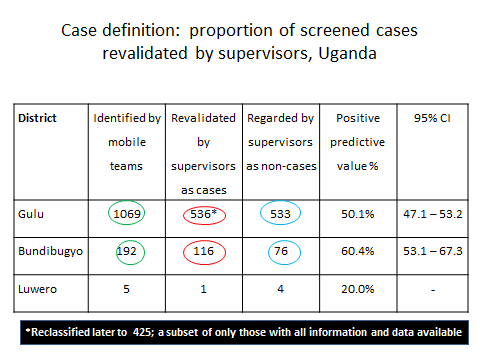 Case definition: proportion of screened cases
revalidated by supervisors, Uganda
District
Identified by
mobile
teams
Revalidated
by
supervisors
as cases
Regarded by
supervisors
as non-cases
Positive
predictive
value %
95% CI
Gulu 1069 536* 533 50.1% 47.1 – 53.2
Bundibugyo 192 116 76 60.4% 53.1 – 67.3
Luwero 5 1 4 20.0% -
*Reclassified later to 425; a subset of only those with all information and data available